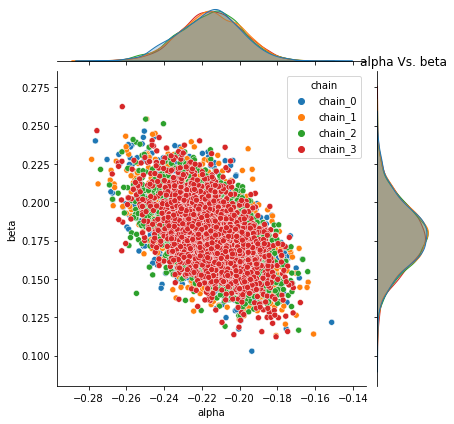 alpha Vs. beta
chain
chain_0
chain_1
chain_2
chain_3
0.275
0.250
0.225
0.200
0.175
0.150
0.125
0.100
beta
−0.28 −0.26 −0.24 −0.22 −0.20 −0.18 −0.16 −0.14
alpha